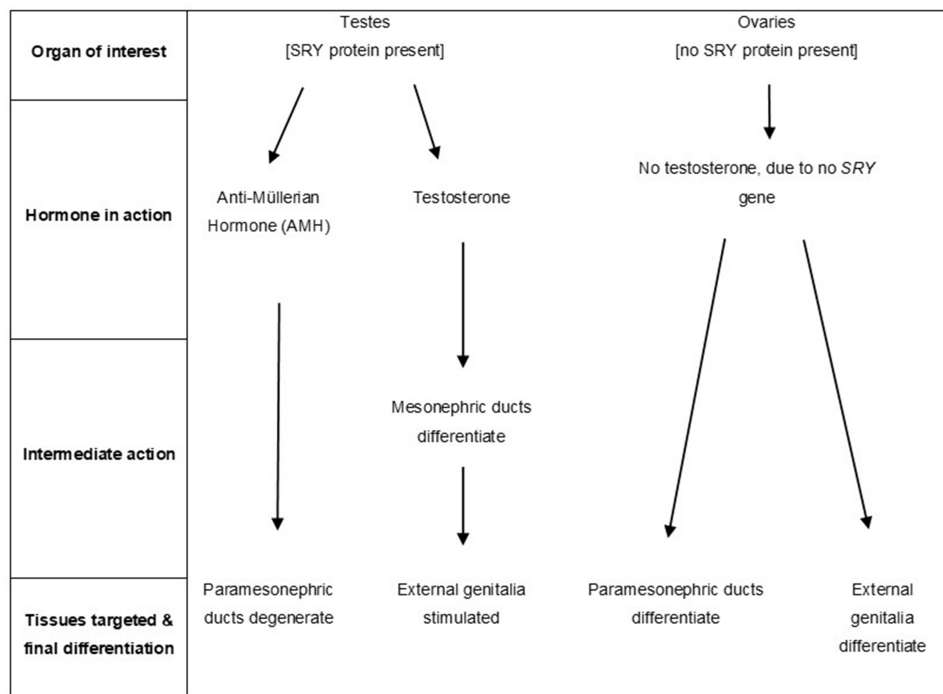 Organ of interest
Testes
[SRY protein present]
Ovaries
[no SRY protein present]
Hormone in action
Anti-Müllerian
Hormone (AMH)
Testosterone
No testosterone, due to no SRY
gene
Intermediate action
Mesonephric ducts
differentiate
Tissues targeted &
final differentiation
Paramesonephric
ducts degenerate
External genitalia
stimulated
Paramesonephric ducts
differentiate
External
genitalia
differentiate